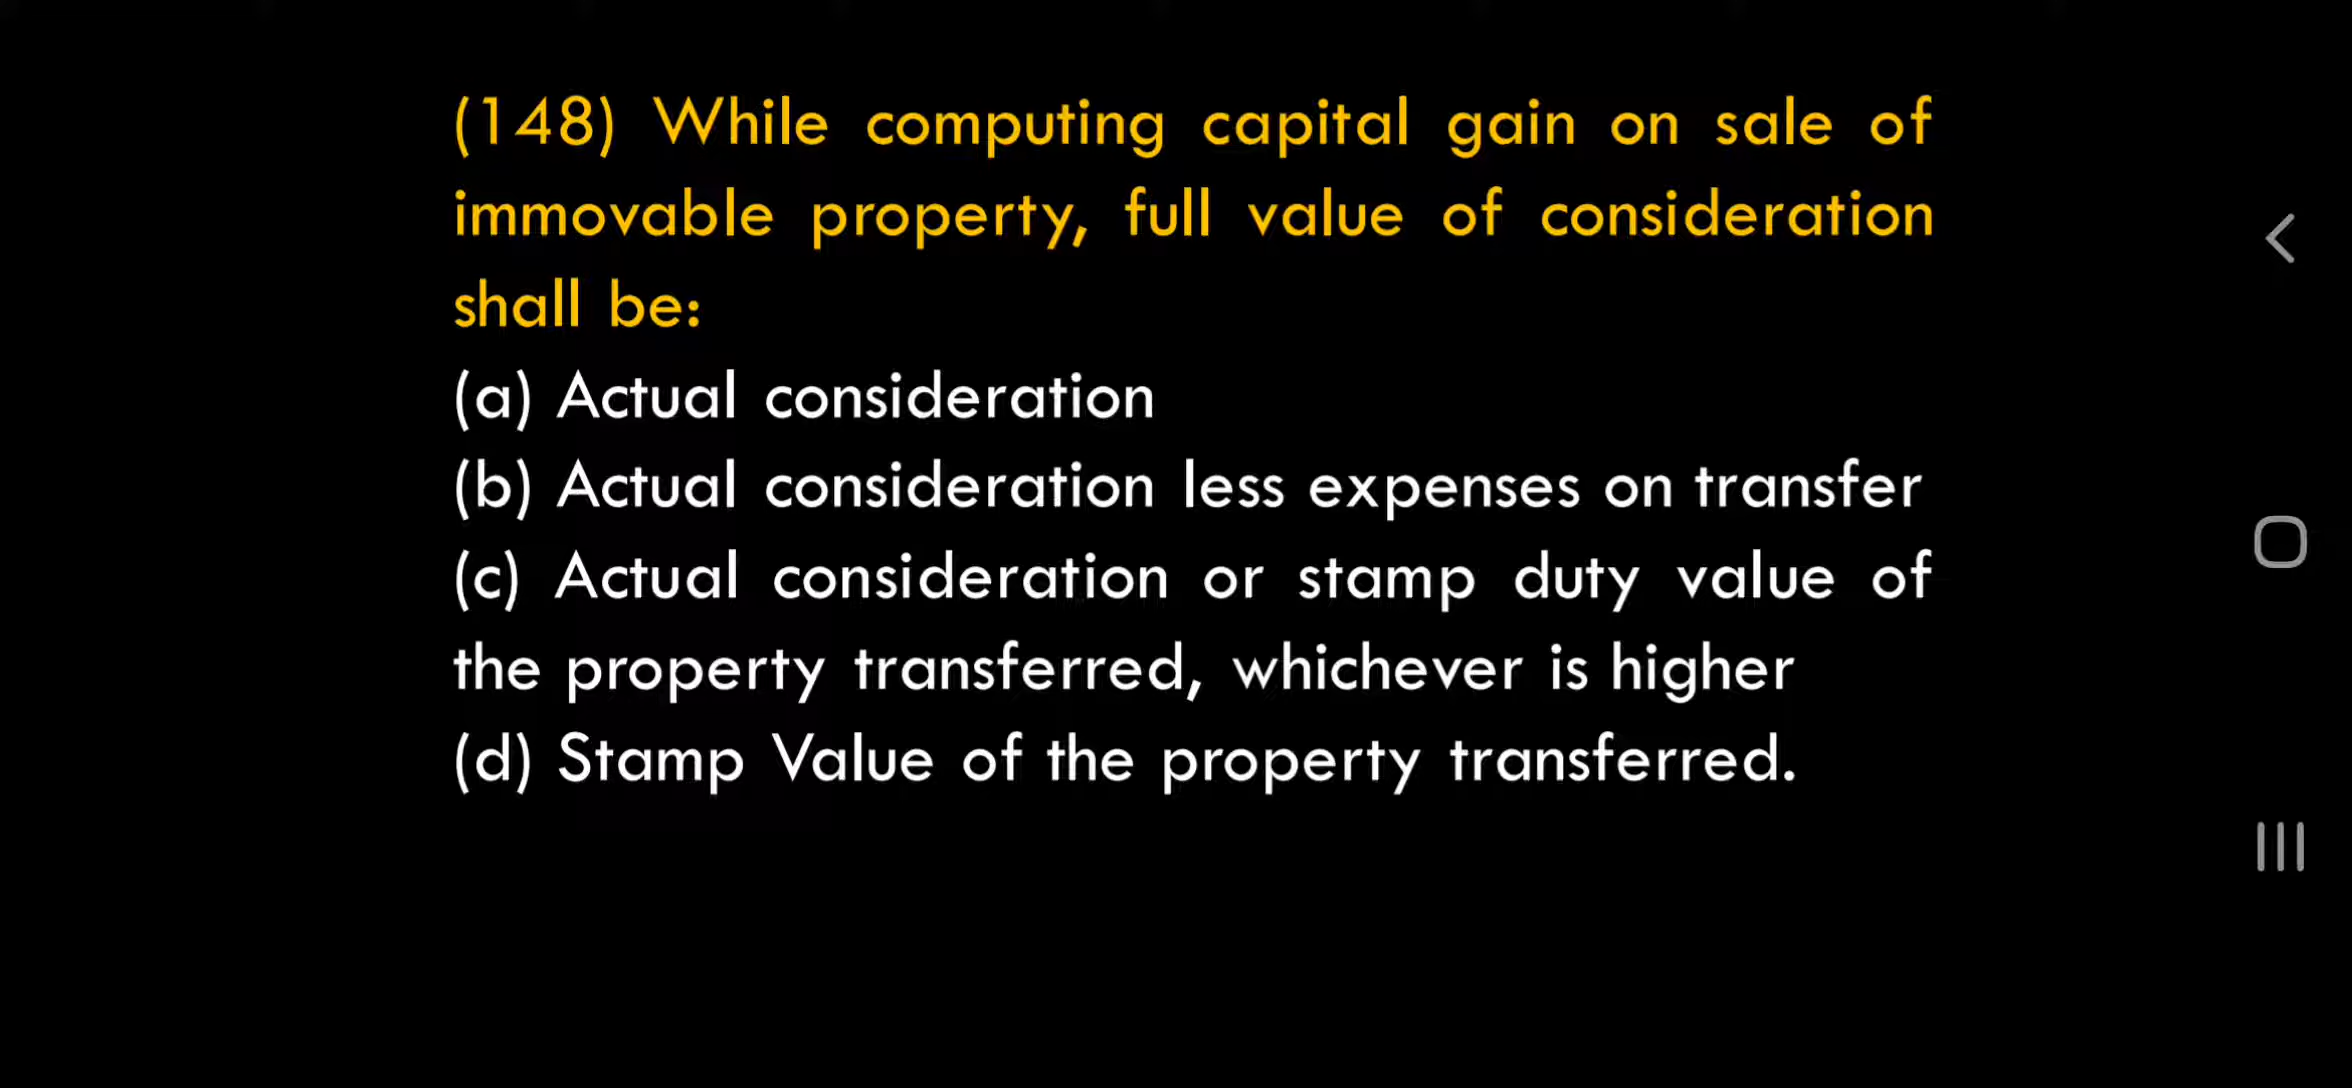 (148) While computing capital gain on sale of
immovable property, full value of consideration
shall be:
(a) Actual consideration
(b) Actual consideration less expenses on transfer
(c) Actual consideration or stamp duty value of
the property transferred, whichever is higher
(d) Stamp Value of the property transferred.